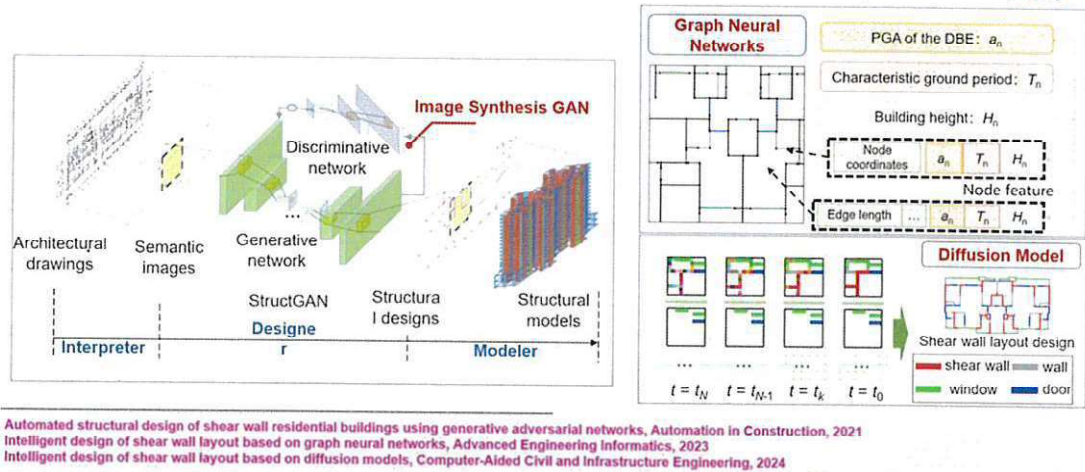 Image Synthesis GAN
Discriminative
network
...
Architectural
drawings
Semantic
images
Generative
network
StructGAN
Structura
l designs
Structural
models
Interpreter
Designe
r
Modeler
Graph Neural
Networks
PGA of the DBE: aₙ
Characteristic ground period: Tₙ
Building height: Hₙ
Node
coordinates
aₙ
Tₙ
Hₙ
Node feature
Edge length
...
aₙ
Tₙ
Hₙ
Diffusion Model
Shear wall layout design
shear wall
wall
window
door
... ... ... ...
t = t_N
t = t_N-1
t = t_k
t = t_0
Automated structural design of shear wall residential buildings using generative adversarial networks, Automation in Construction, 2021
Intelligent design of shear wall layout based on graph neural networks, Advanced Engineering Informatics, 2023
Intelligent design of shear wall layout based on diffusion models, Computer-Aided Civil and Infrastructure Engineering, 2024